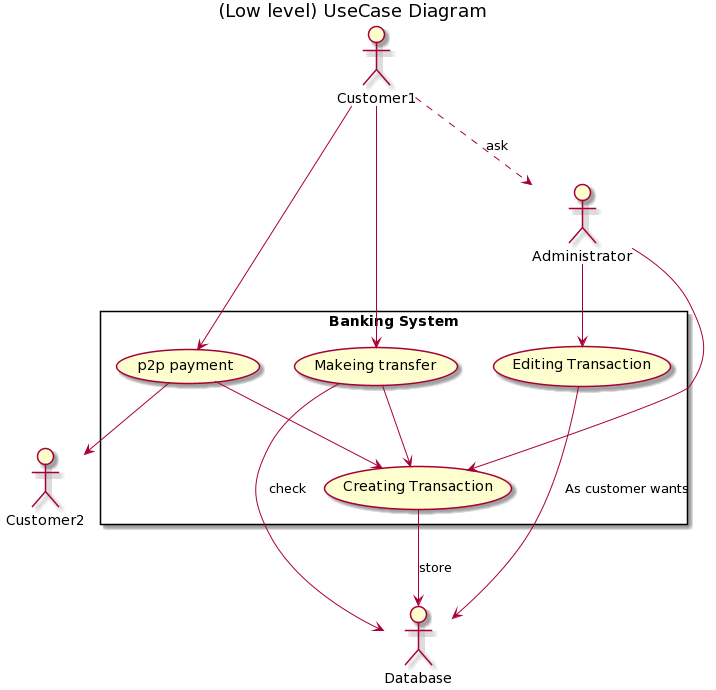 (Low level) UseCase Diagram
Customer1
ask
Administrator
Banking System
p2p payment
Makeing transfer
Editing Transaction
Customer2
check
Creating Transaction
As customer wants
store
Database